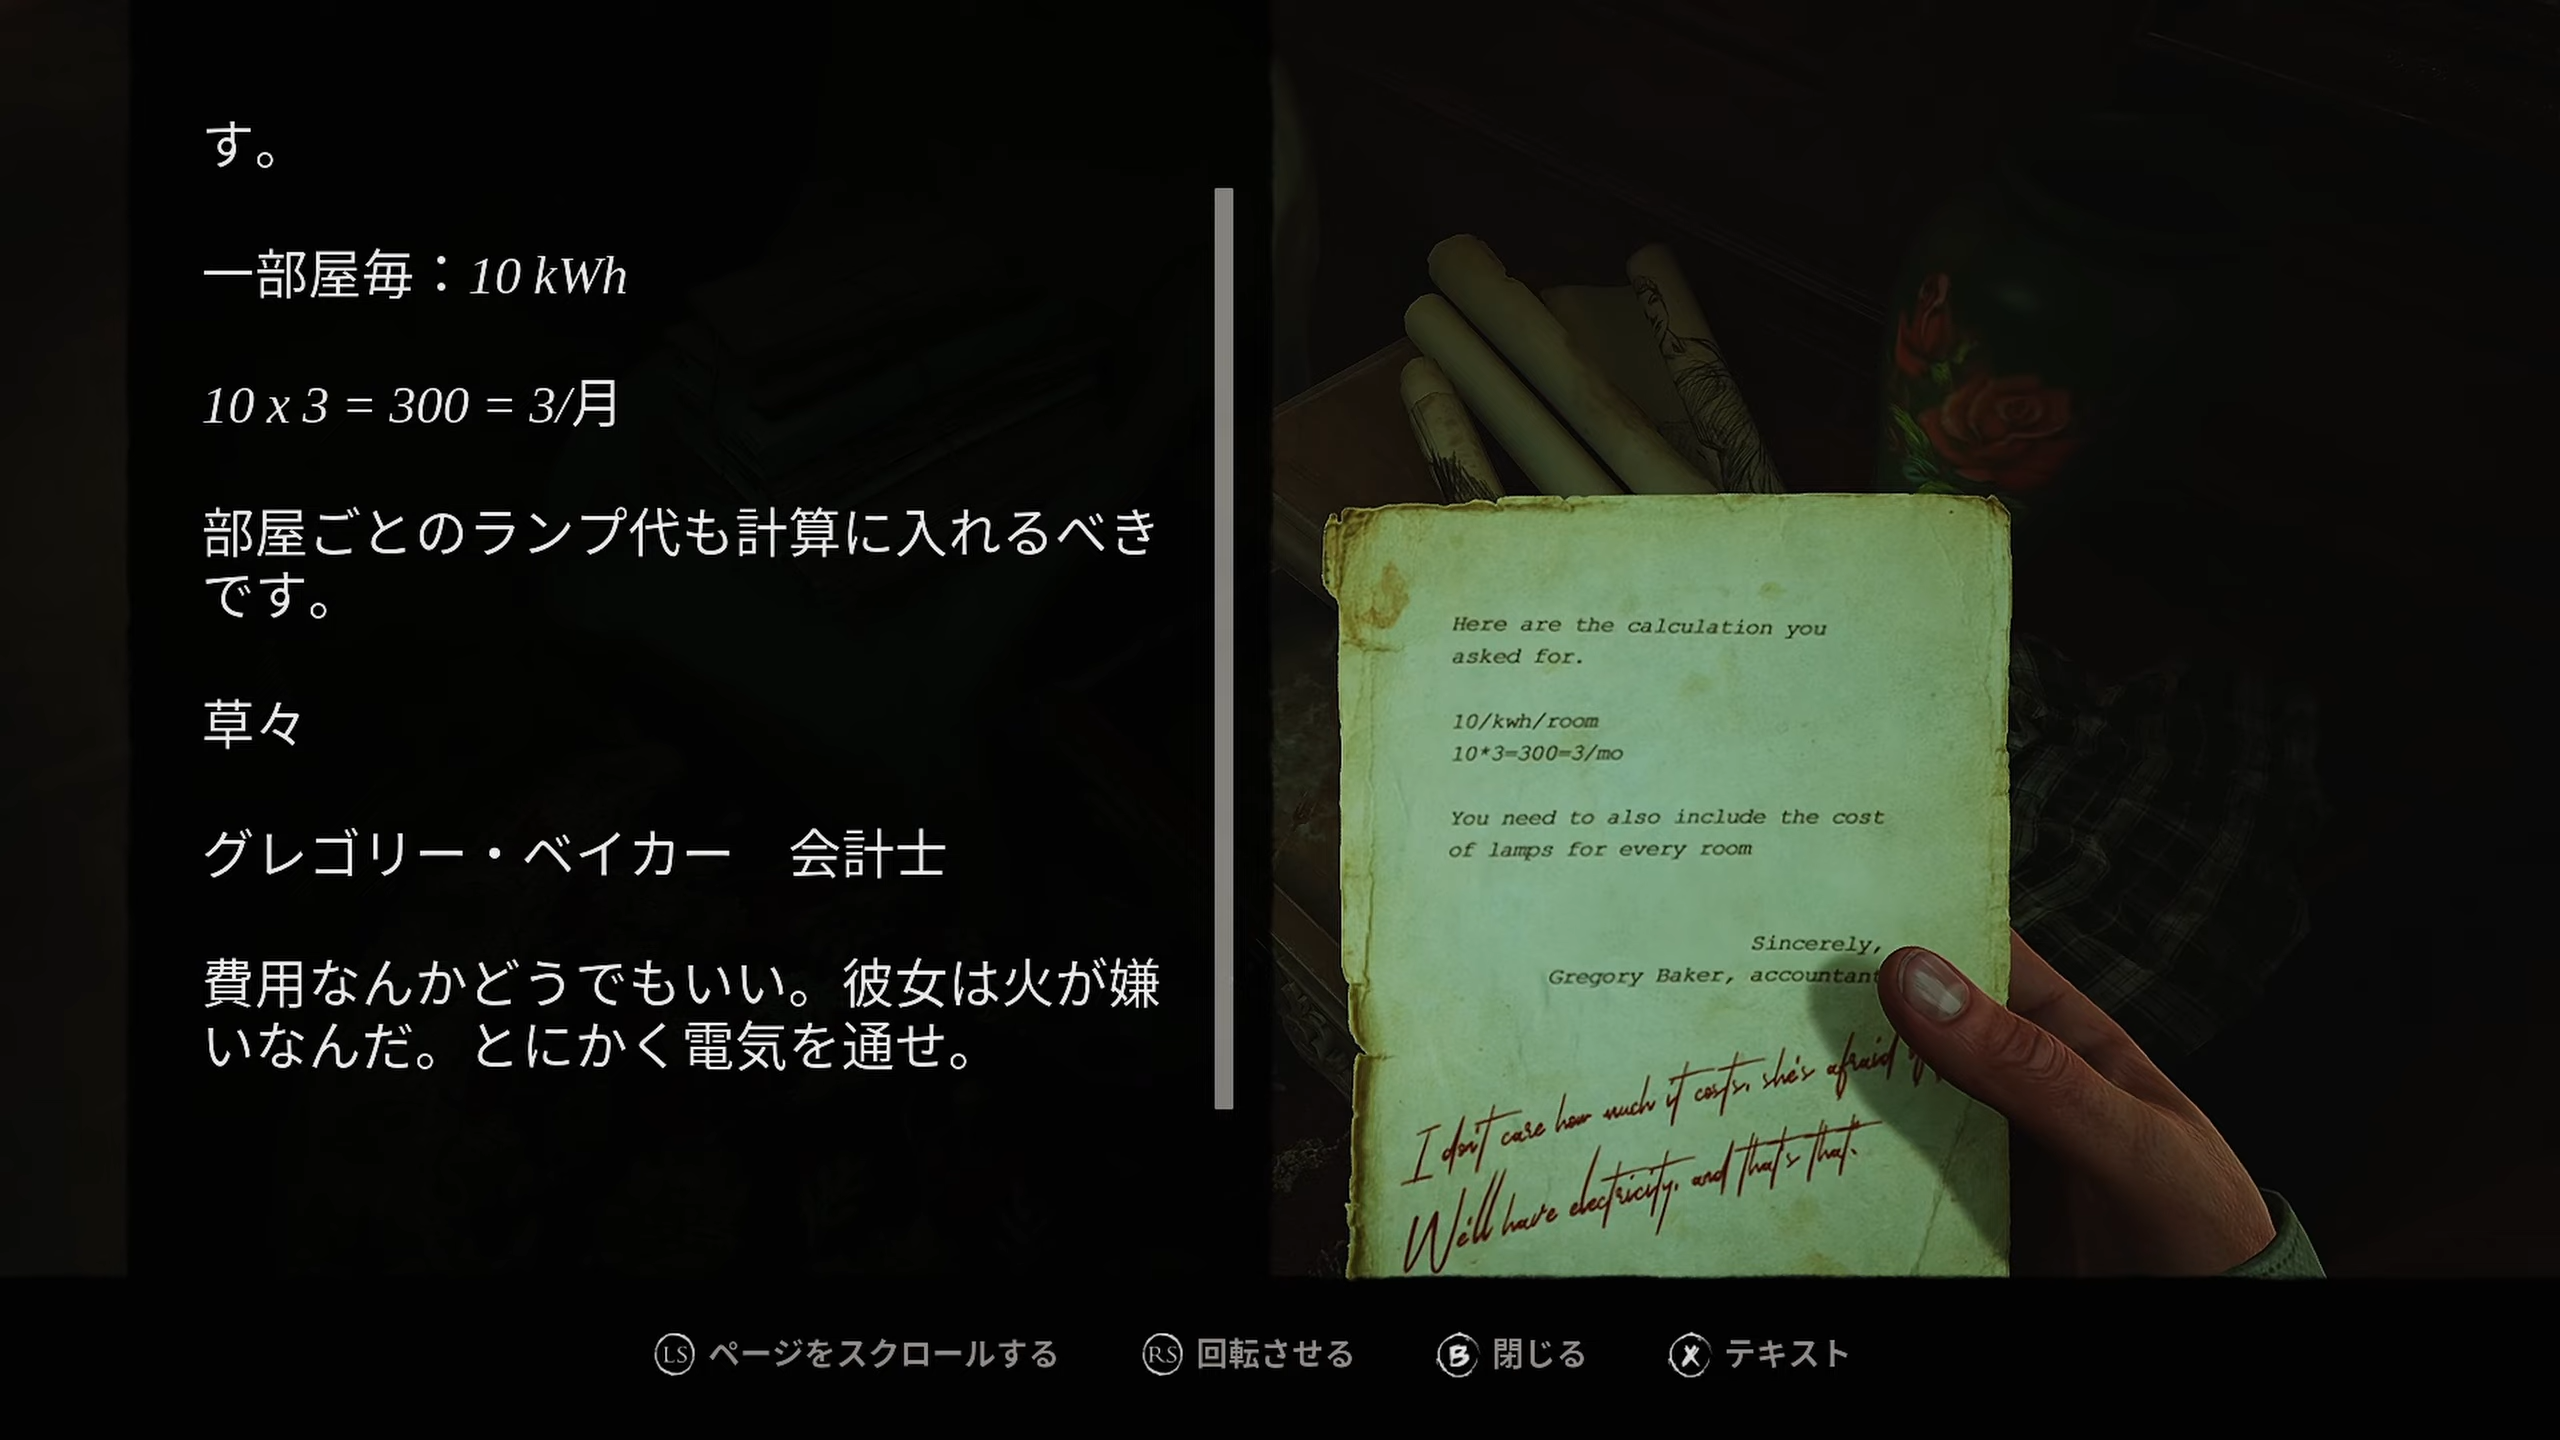 す。
一部屋毎：10 kWh
10 x 3 = 300 = 3/月
部屋ごとのランプ代も計算に入れるべき
です。
草々
グレゴリー・ベイカー　会計士
費用なんかどうでもいい。彼女は火が嫌
いなんだ。とにかく電気を通せ。
Here are the calculation you
asked for.
10/kwh/room
10*3=300=3/mo
You need to also include the cost
of lamps for every room
Sincerely,
Gregory Baker, accountant
I don't care how much it costs, she's afraid
We'll have electricity, and that's that.
LS ページをスクロールする
RS 回転させる
B 閉じる
X テキスト